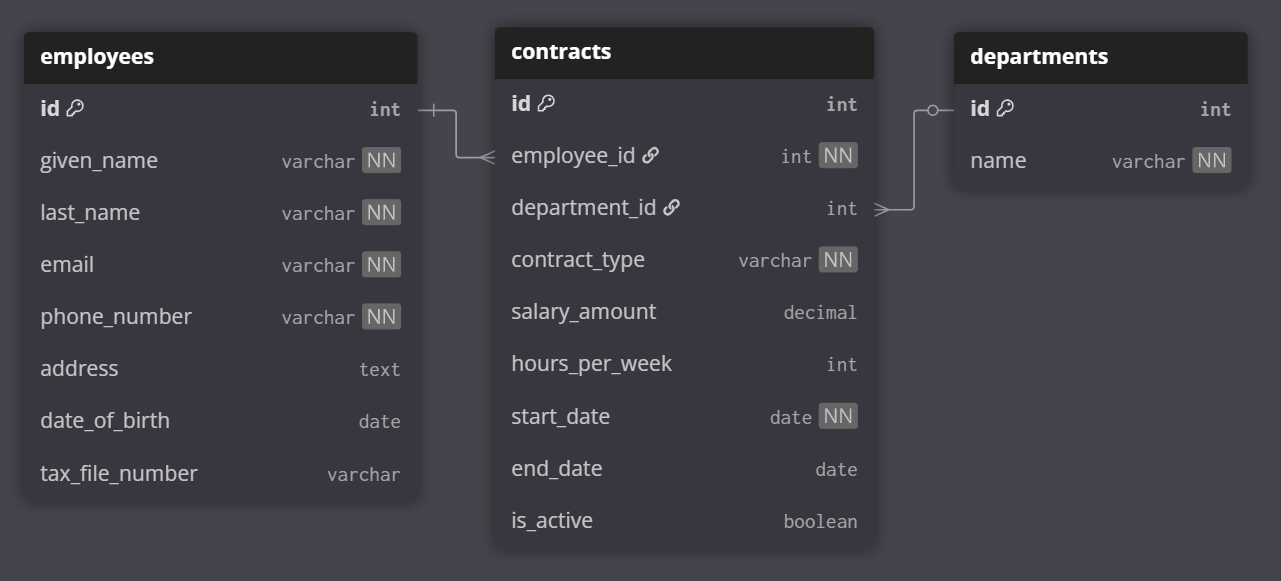 employees
id int
given_name varchar NN
last_name varchar NN
email varchar NN
phone_number varchar NN
address text
date_of_birth date
tax_file_number varchar
contracts
id int
employee_id int NN
department_id int
contract_type varchar NN
salary_amount decimal
hours_per_week int
start_date date NN
end_date date
is_active boolean
departments
id int
name varchar NN